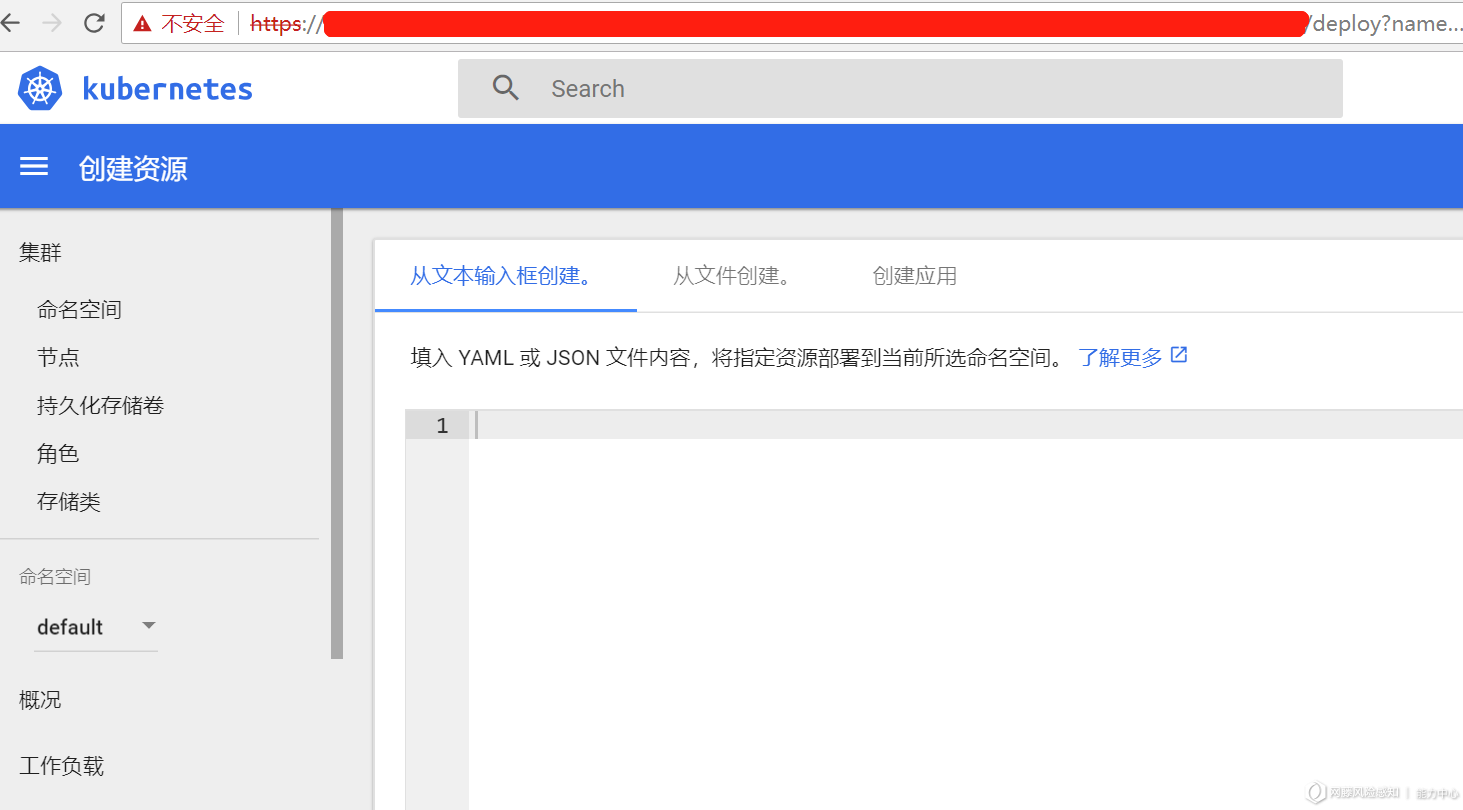 不安全 https:// /deploy?name...
kubernetes
Search
创建资源
集群
命名空间
节点
持久化存储卷
角色
存储类
命名空间
default
概况
工作负载
从文本输入框创建。 从文件创建。 创建应用
填入 YAML 或 JSON 文件内容，将指定资源部署到当前所选命名空间。 了解更多
1
网藤风险感知 | 能力中心